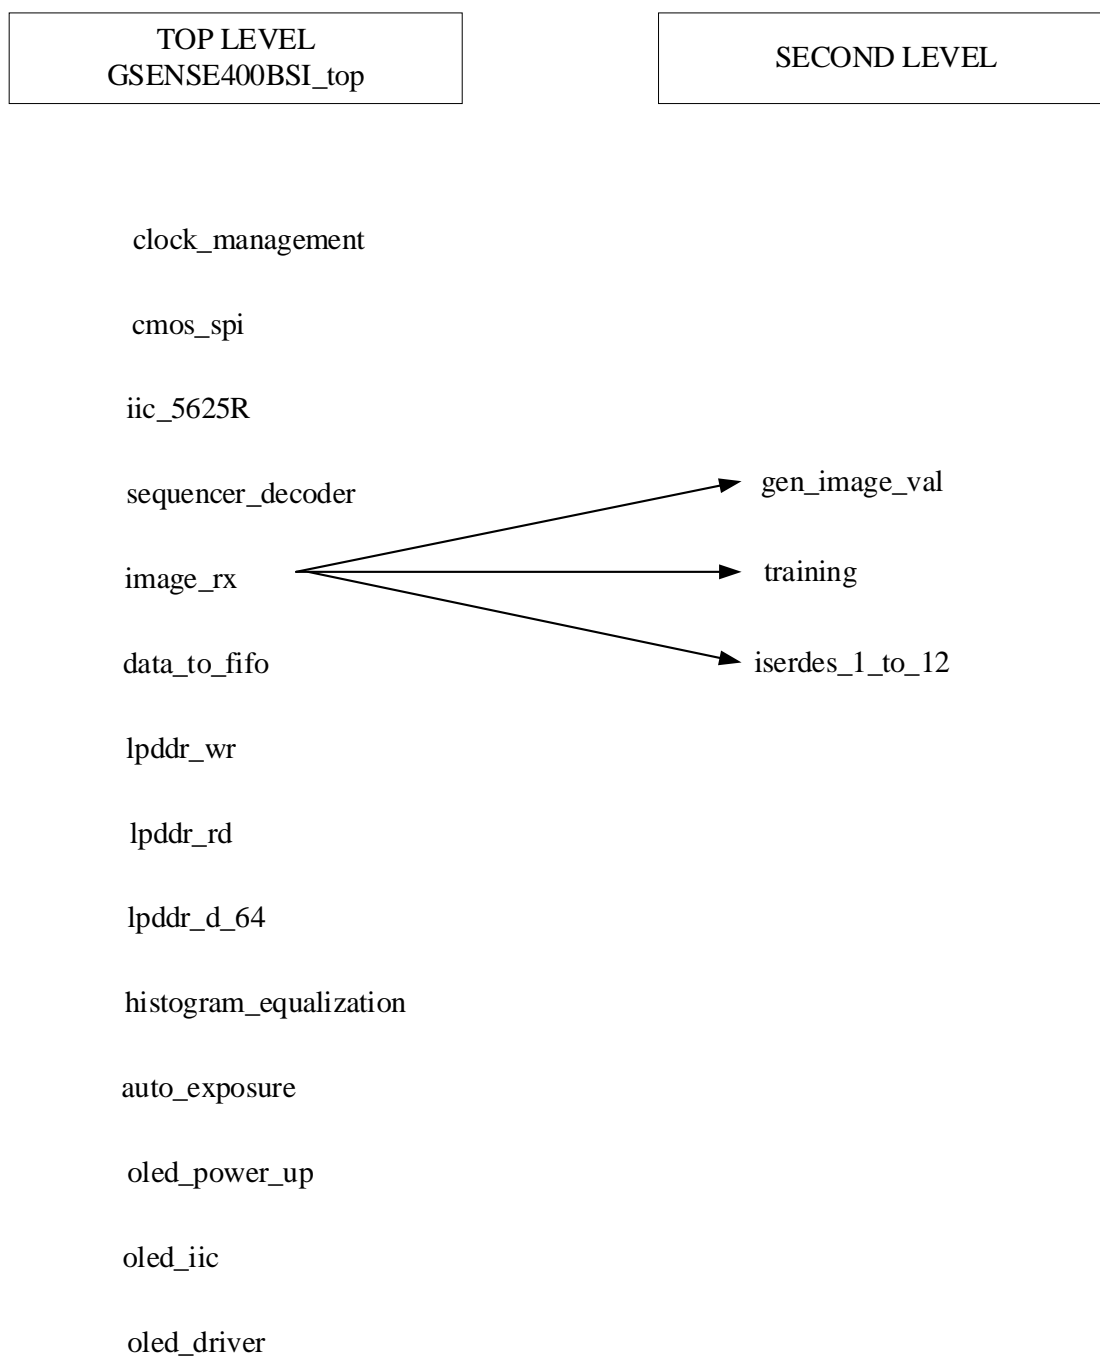 TOP LEVEL
GSENSE400BSI_top
SECOND LEVEL
clock_management
cmos_spi
iic_5625R
sequencer_decoder
gen_image_val
image_rx
training
data_to_fifo
iserdes_1_to_12
lpddr_wr
lpddr_rd
lpddr_d_64
histogram_equalization
auto_exposure
oled_power_up
oled_iic
oled_driver